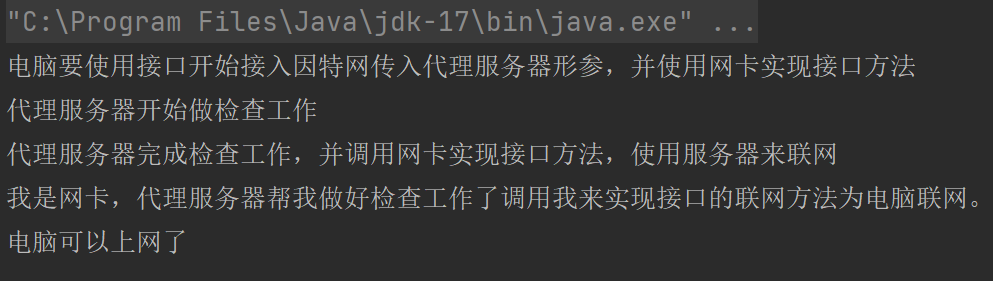 "C:\Program Files\Java\jdk-17\bin\java.exe" ...
电脑要使用接口开始接入因特网传入代理服务器形参，并使用网卡实现接口方法
代理服务器开始做检查工作
代理服务器完成检查工作，并调用网卡实现接口方法，使用服务器来联网
我是网卡，代理服务器帮我做好检查工作了调用我来实现接口的联网方法为电脑联网。
电脑可以上网了